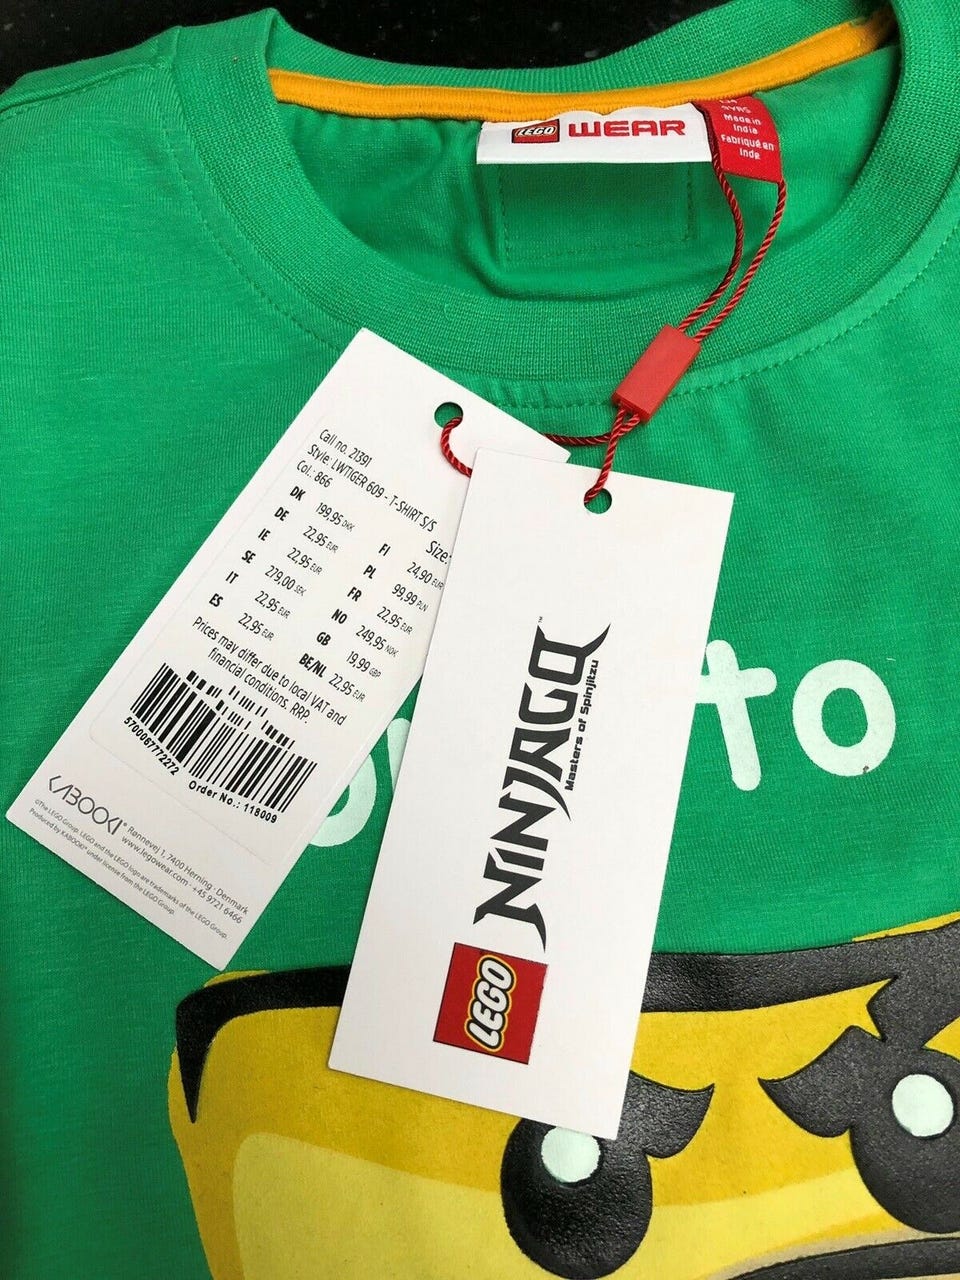 LEGO WEAR
9YRS
Made in
India
Fabriqué en
Inde
Call no. 21391
Style: LWTIGER 609 - T-SHIRT S/S
Col.: 866
Size:
DK 199,95 DKK
DE 22,95 EUR
IE 22,95 EUR
SE 279,00 SEK
IT 22,95 EUR
ES 22,95 EUR
FI 24,90 EUR
PL 99,99 PLN
FR 22,95 EUR
NO 249,95 NOK
GB 19,99 GBP
BE/NL 22,95 EUR
Prices may differ due to local VAT and
financial conditions. RRP.
5700067772272
Order No.: 118009
KABOOKI® Rønnevej 1, 7400 Herning · Denmark
www.legowear.com · +45 9721 6466
©The LEGO Group. LEGO and the LEGO logo are trademarks of the LEGO Group.
Produced by KABOOKI® under license from the LEGO Group.
LEGO
NINJAGO™
Masters of Spinjitzu
to